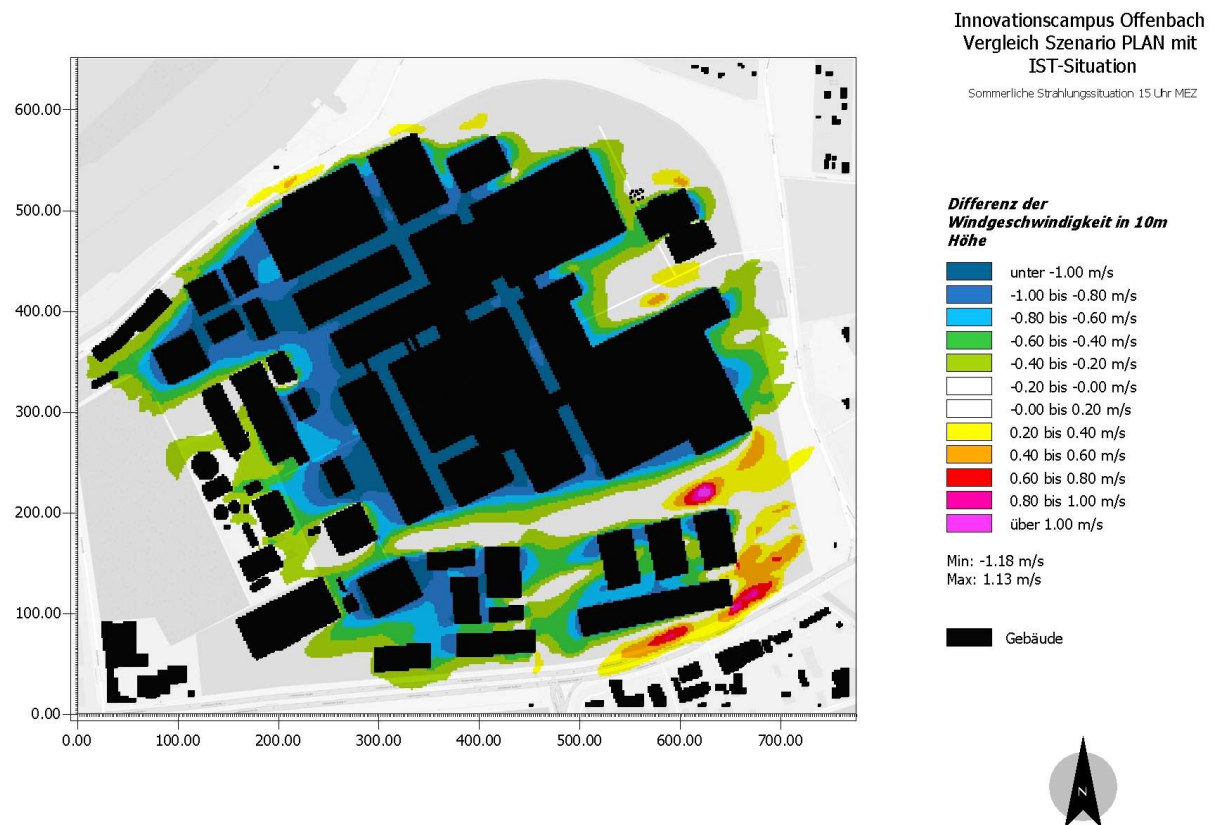 Innovationscampus Offenbach
Vergleich Szenario PLAN mit
IST-Situation
Sommerliche Strahlungssituation 15 Uhr MEZ
600.00
500.00
400.00
300.00
200.00
100.00
0.00
0.00 100.00 200.00 300.00 400.00 500.00 600.00 700.00
Differenz der
Windgeschwindigkeit in 10m
Höhe
unter -1.00 m/s
-1.00 bis -0.80 m/s
-0.80 bis -0.60 m/s
-0.60 bis -0.40 m/s
-0.40 bis -0.20 m/s
-0.20 bis -0.00 m/s
-0.00 bis 0.20 m/s
0.20 bis 0.40 m/s
0.40 bis 0.60 m/s
0.60 bis 0.80 m/s
0.80 bis 1.00 m/s
über 1.00 m/s
Min: -1.18 m/s
Max: 1.13 m/s
Gebäude
N